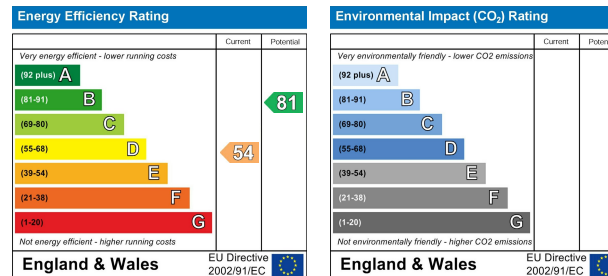 Energy Efficiency Rating
Current Potential
Very energy efficient - lower running costs
(92 plus) A
(81-91) B
81
(69-80) C
(55-68) D
54
(39-54) E
(21-38) F
(1-20) G
Not energy efficient - higher running costs
England & Wales
EU Directive
2002/91/EC
Environmental Impact (CO2) Rating
Current Poten
Very environmentally friendly - lower CO2 emissions
(92 plus) A
(81-91) B
(69-80) C
(55-68) D
(39-54) E
(21-38) F
(1-20) G
Not environmentally friendly - higher CO2 emissions
England & Wales
EU Directive
2002/91/EC